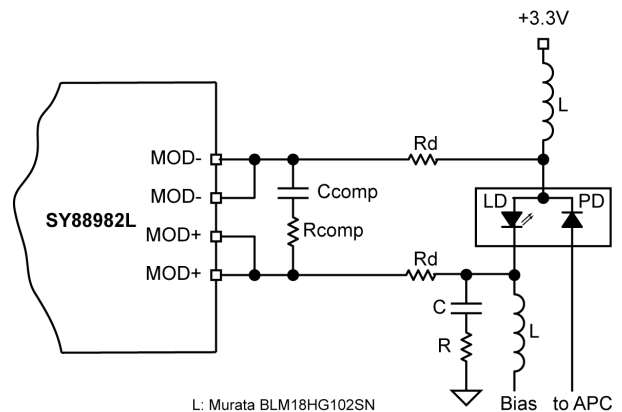 +3.3V
L
Rd
MOD-
Ccomp
MOD-
LD
PD
SY88982L
MOD+
Rcomp
Rd
MOD+
C
L
R
L: Murata BLM18HG102SN
Bias
to APC